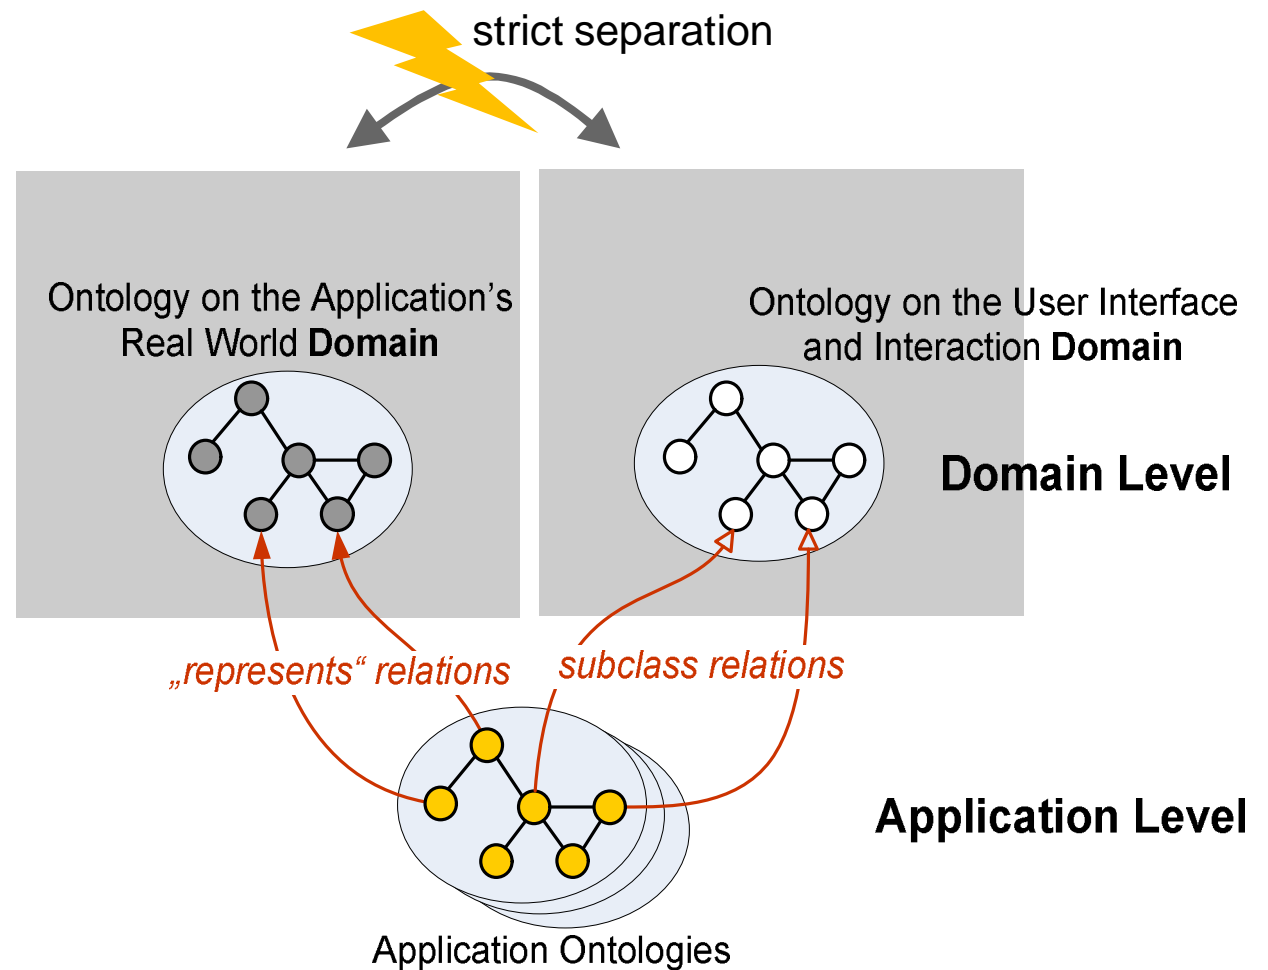 strict separation
Ontology on the Application’s
Real World Domain
Ontology on the User Interface
and Interaction Domain
Domain Level
„represents“ relations
subclass relations
Application Level
Application Ontologies